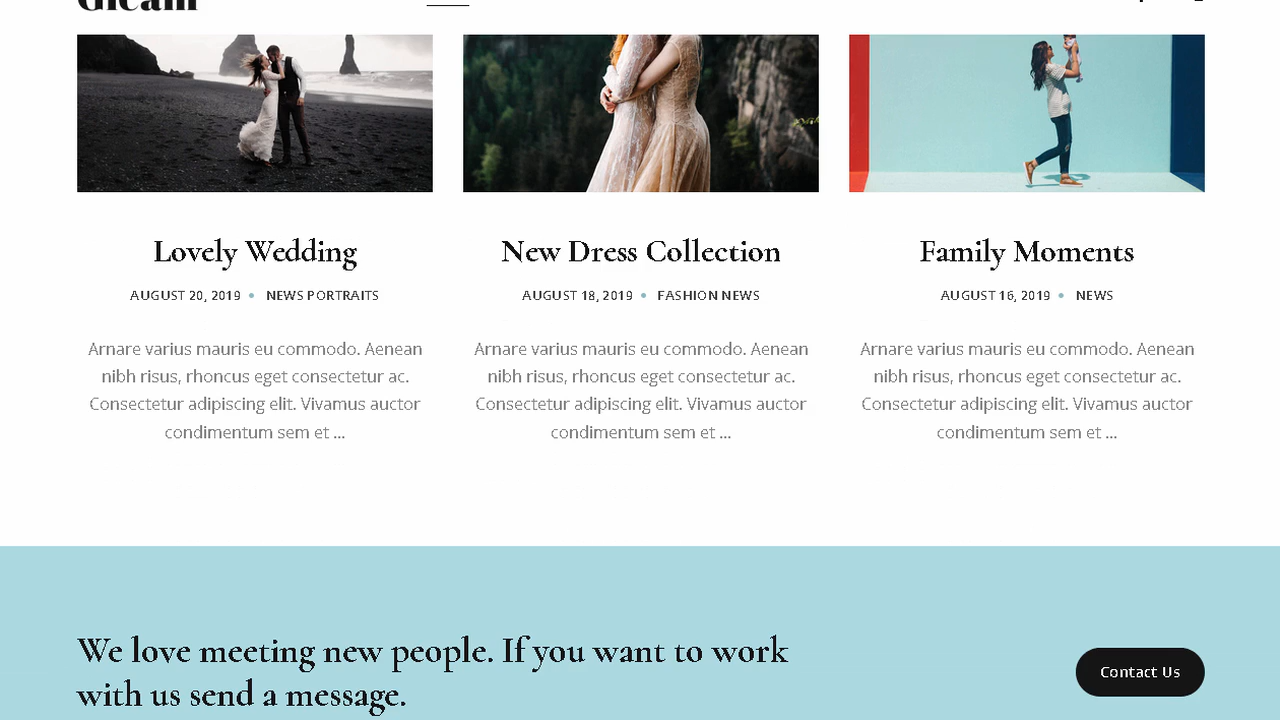 Gleam
Lovely Wedding
AUGUST 20, 2019 • NEWS PORTRAITS
Arnare varius mauris eu commodo. Aenean
nibh risus, rhoncus eget consectetur ac.
Consectetur adipiscing elit. Vivamus auctor
condimentum sem et ...
New Dress Collection
AUGUST 18, 2019 • FASHION NEWS
Arnare varius mauris eu commodo. Aenean
nibh risus, rhoncus eget consectetur ac.
Consectetur adipiscing elit. Vivamus auctor
condimentum sem et ...
Family Moments
AUGUST 16, 2019 • NEWS
Arnare varius mauris eu commodo. Aenean
nibh risus, rhoncus eget consectetur ac.
Consectetur adipiscing elit. Vivamus auctor
condimentum sem et ...
We love meeting new people. If you want to work
with us send a message.
Contact Us